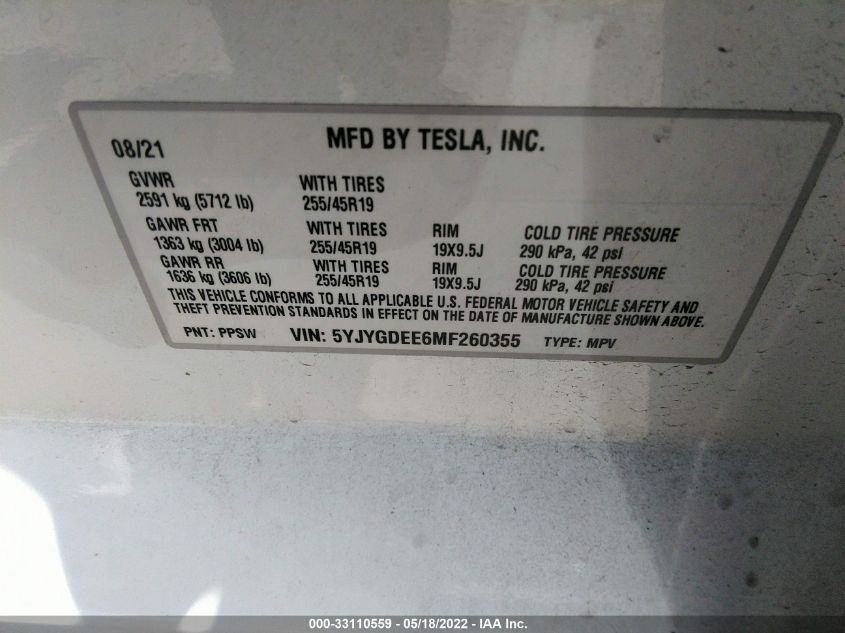 08/21 MFD BY TESLA, INC.
GVWR WITH TIRES
2591 kg (5712 lb) 255/45R19
GAWR FRT WITH TIRES RIM COLD TIRE PRESSURE
1363 kg (3004 lb) 255/45R19 19X9.5J 290 kPa, 42 psi
GAWR RR WITH TIRES RIM COLD TIRE PRESSURE
1636 kg (3606 lb) 255/45R19 19X9.5J 290 kPa, 42 psi
THIS VEHICLE CONFORMS TO ALL APPLICABLE U.S. FEDERAL MOTOR VEHICLE SAFETY AND
THEFT PREVENTION STANDARDS IN EFFECT ON THE DATE OF MANUFACTURE SHOWN ABOVE.
PNT: PPSW VIN: 5YJYGDEE6MF260355 TYPE: MPV
000-33110559 - 05/18/2022 - IAA Inc.